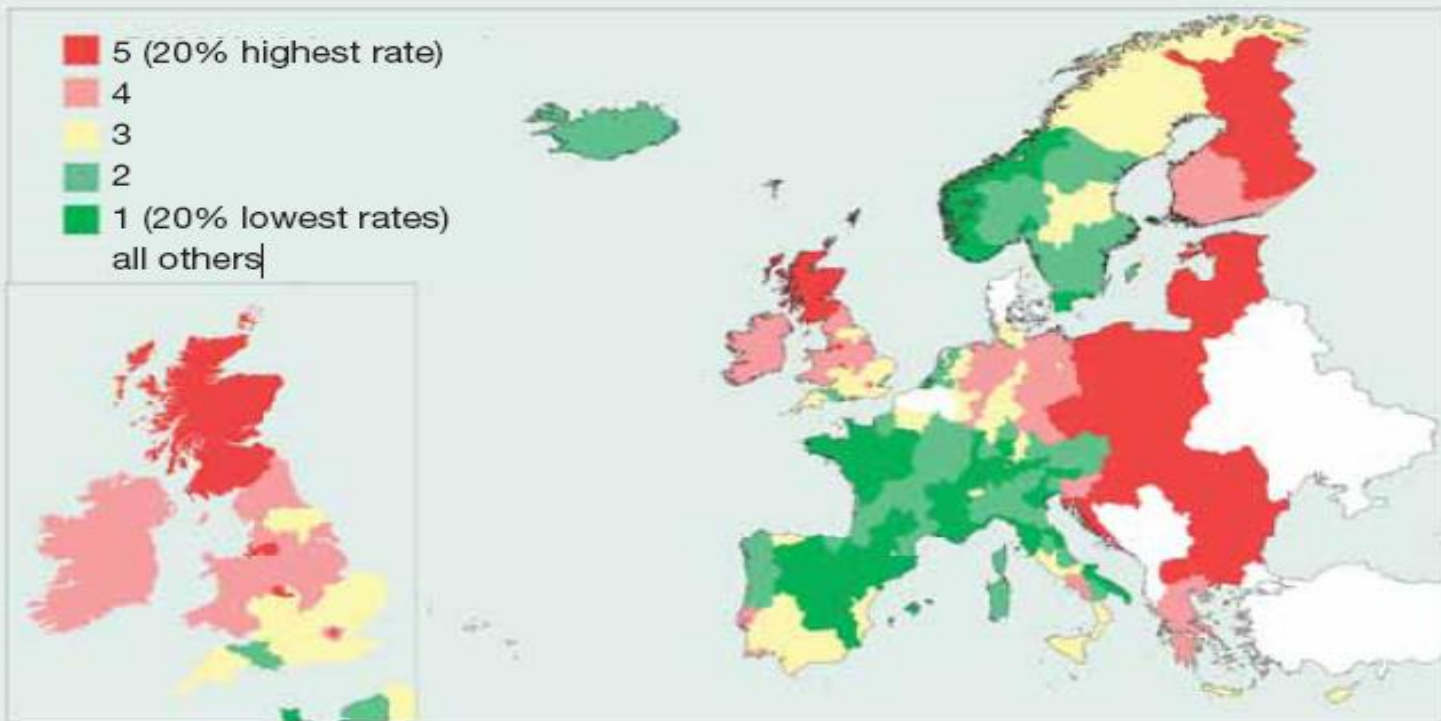 5 (20% highest rate)
4
3
2
1 (20% lowest rates)
all others